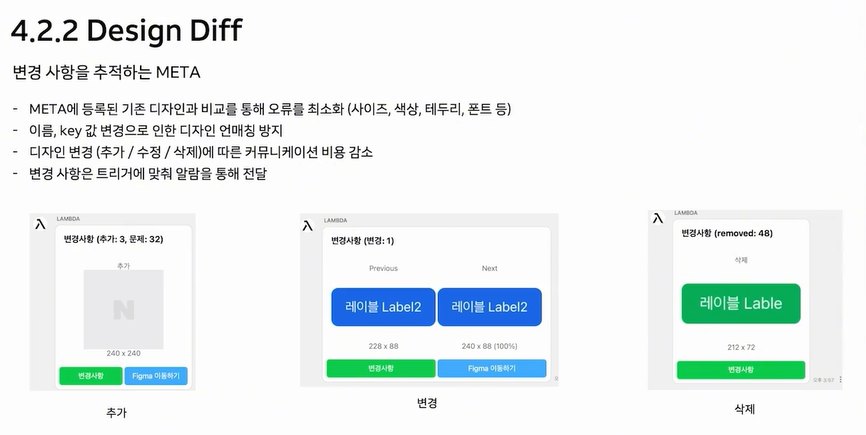 4.2.2 Design Diff
변경 사항을 추적하는 META
- META에 등록된 기존 디자인과 비교를 통해 오류를 최소화 (사이즈, 색상, 테두리, 폰트 등)
- 이름, key 값 변경으로 인한 디자인 언매칭 방지
- 디자인 변경 (추가 / 수정 / 삭제)에 따른 커뮤니케이션 비용 감소
- 변경 사항은 트리거에 맞춰 알람을 통해 전달
LAMBDA
변경사항 (추가: 3, 문제: 32)
추가
N
240 x 240
변경사항 Figma 이동하기
추가
LAMBDA
변경사항 (변경: 1)
Previous Next
레이블 Label2 레이블 Label2
228 x 88 240 x 88 (100%)
변경사항 Figma 이동하기
변경
LAMBDA
변경사항 (removed: 48)
삭제
레이블 Lable
212 x 72
변경사항
삭제